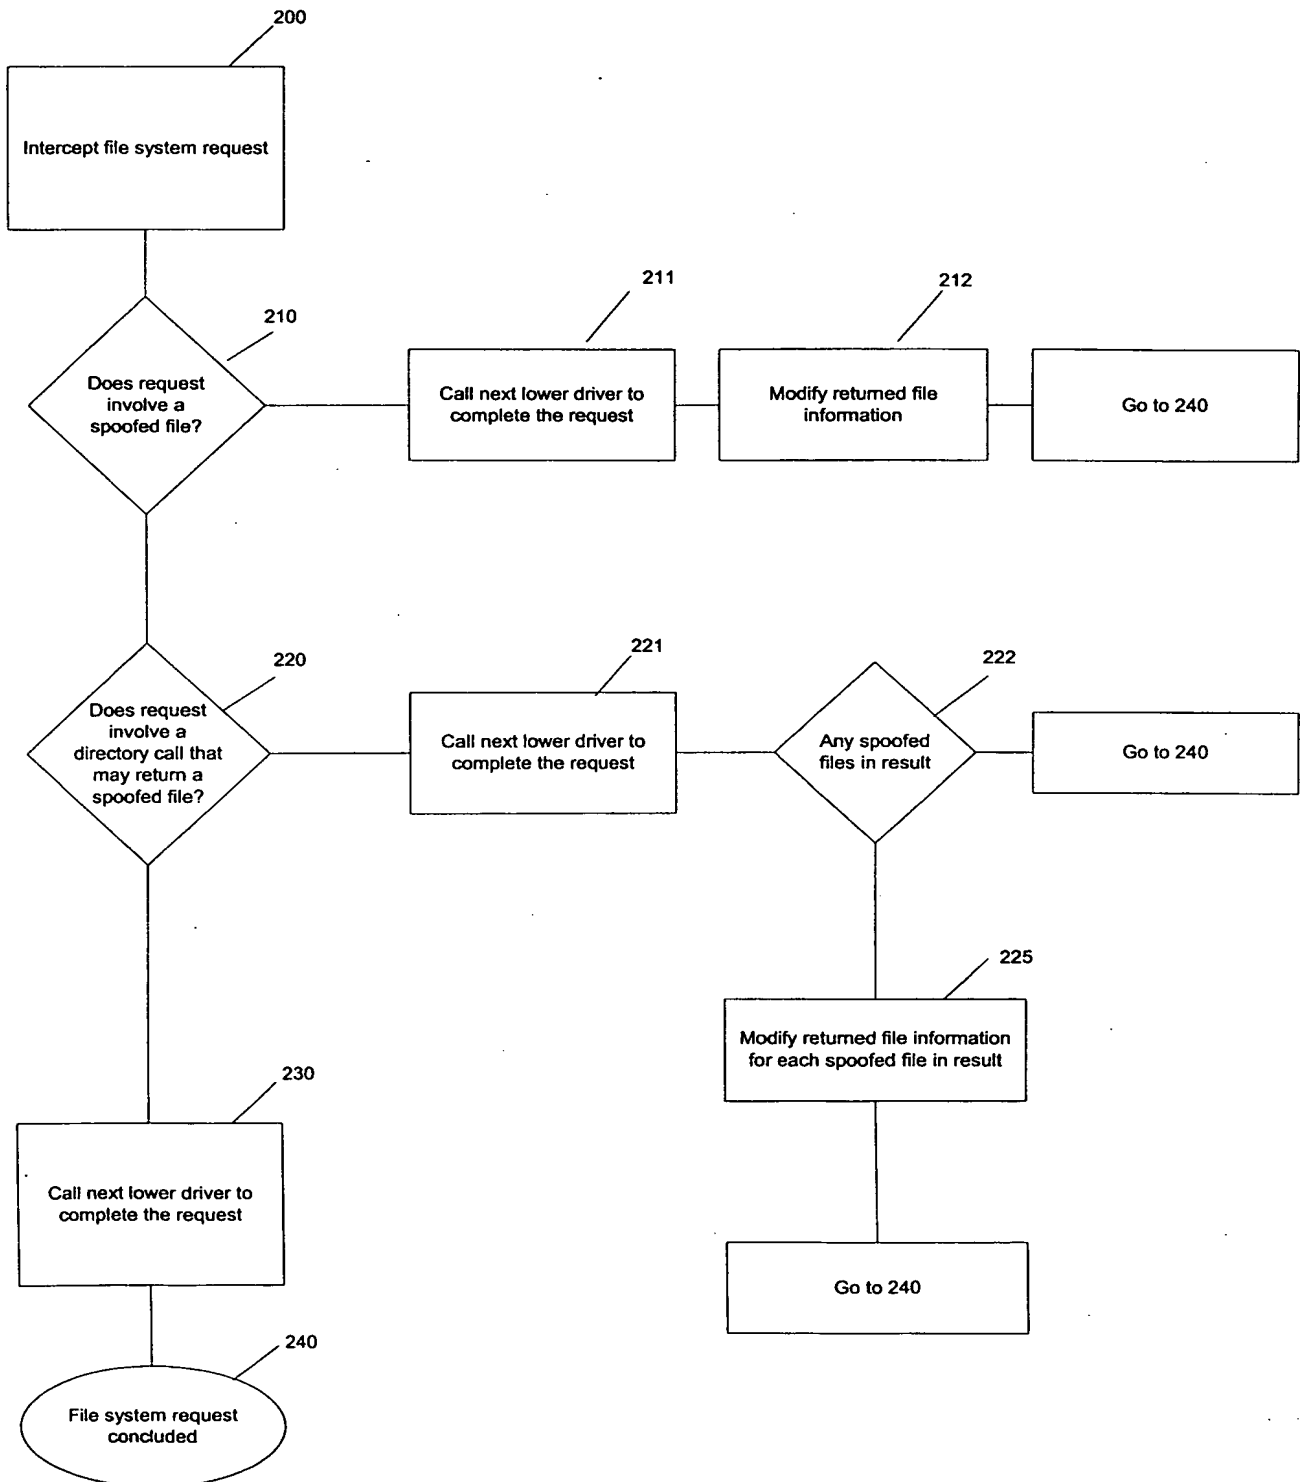 200
Intercept file system request
210
Does request
involve a
spoofed file?
211
Call next lower driver to
complete the request
212
Modify returned file
information
Go to 240
220
Does request
involve a
directory call that
may return a
spoofed file?
221
Call next lower driver to
complete the request
222
Any spoofed
files in result
Go to 240
225
Modify returned file information
for each spoofed file in result
Go to 240
230
Call next lower driver to
complete the request
240
File system request
concluded